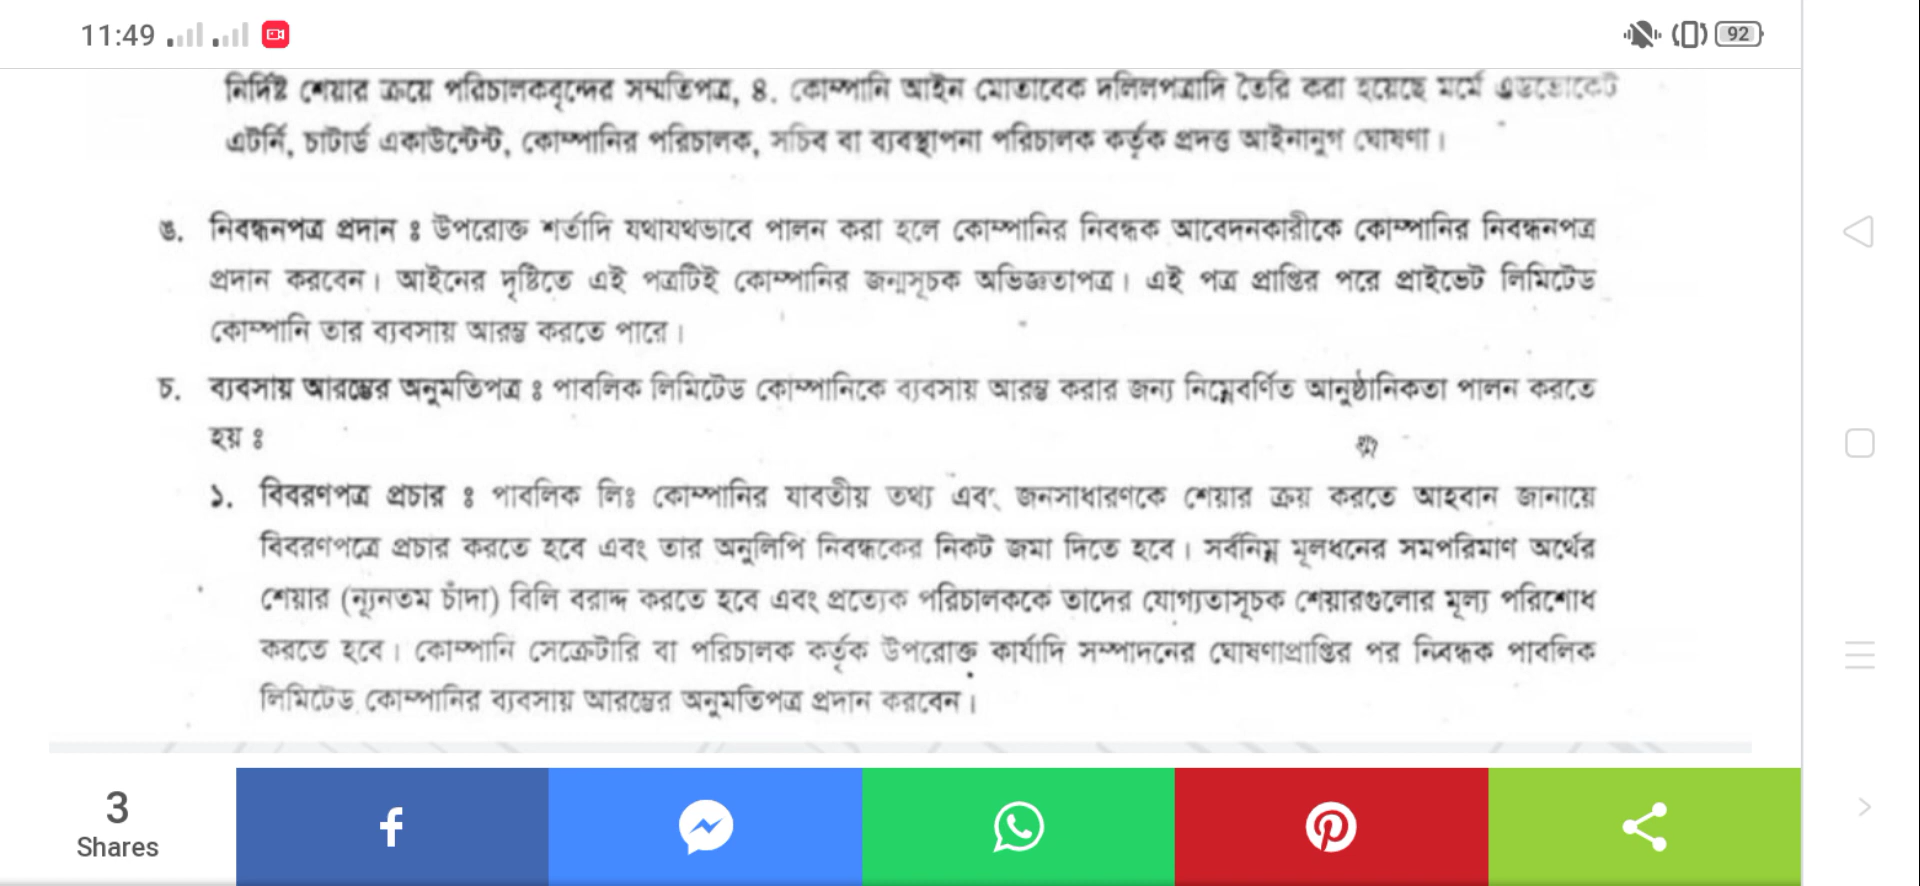 11:49
92
নির্দিষ্ট শেয়ার ক্রয়ে পরিচালকবৃন্দের সম্মতিপত্র, ৪. কোম্পানি আইন মোতাবেক দলিলপত্রাদি তৈরি করা হয়েছে মর্মে এডভোকেট
এটর্নি, চাটার্ড একাউন্টেন্ট, কোম্পানির পরিচালক, সচিব বা ব্যবস্থাপনা পরিচালক কর্তৃক প্রদত্ত আইনানুগ ঘোষণা।
ঙ. নিবন্ধনপত্র প্রদান ঃ উপরোক্ত শর্তাদি যথাযথভাবে পালন করা হলে কোম্পানির নিবন্ধক আবেদনকারীকে কোম্পানির নিবন্ধনপত্র
প্রদান করবেন। আইনের দৃষ্টিতে এই পত্রটিই কোম্পানির জন্মসূচক অভিজ্ঞতাপত্র। এই পত্র প্রাপ্তির পরে প্রাইভেট লিমিটেড
কোম্পানি তার ব্যবসায় আরম্ভ করতে পারে।
চ. ব্যবসায় আরম্ভের অনুমতিপত্র ঃ পাবলিক লিমিটেড কোম্পানিকে ব্যবসায় আরম্ভ করার জন্য নিম্নেবর্ণিত আনুষ্ঠানিকতা পালন করতে
হয় ঃ
১. বিবরণপত্র প্রচার ঃ পাবলিক লিঃ কোম্পানির যাবতীয় তথ্য এবং জনসাধারণকে শেয়ার ক্রয় করতে আহবান জানায়ে
বিবরণপত্রে প্রচার করতে হবে এবং তার অনুলিপি নিবন্ধকের নিকট জমা দিতে হবে। সর্বনিম্ন মূলধনের সমপরিমাণ অর্থের
শেয়ার (ন্যূনতম চাঁদা) বিলি বরাদ্দ করতে হবে এবং প্রত্যেক পরিচালককে তাদের যোগ্যতাসূচক শেয়ারগুলোর মূল্য পরিশোধ
করতে হবে। কোম্পানি সেক্রেটারি বা পরিচালক কর্তৃক উপরোক্ত কার্যাদি সম্পাদনের ঘোষণাপ্রাপ্তির পর নিবন্ধক পাবলিক
লিমিটেড কোম্পানির ব্যবসায় আরম্ভের অনুমতিপত্র প্রদান করবেন।
3
Shares